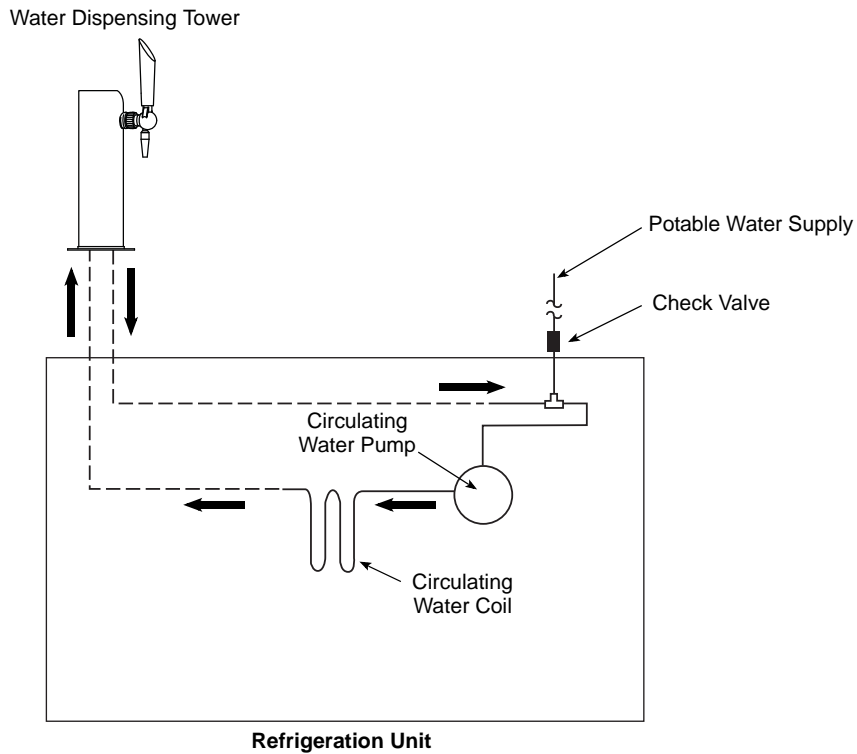 Water Dispensing Tower
Potable Water Supply
Check Valve
Circulating
Water Pump
Circulating
Water Coil
Refrigeration Unit